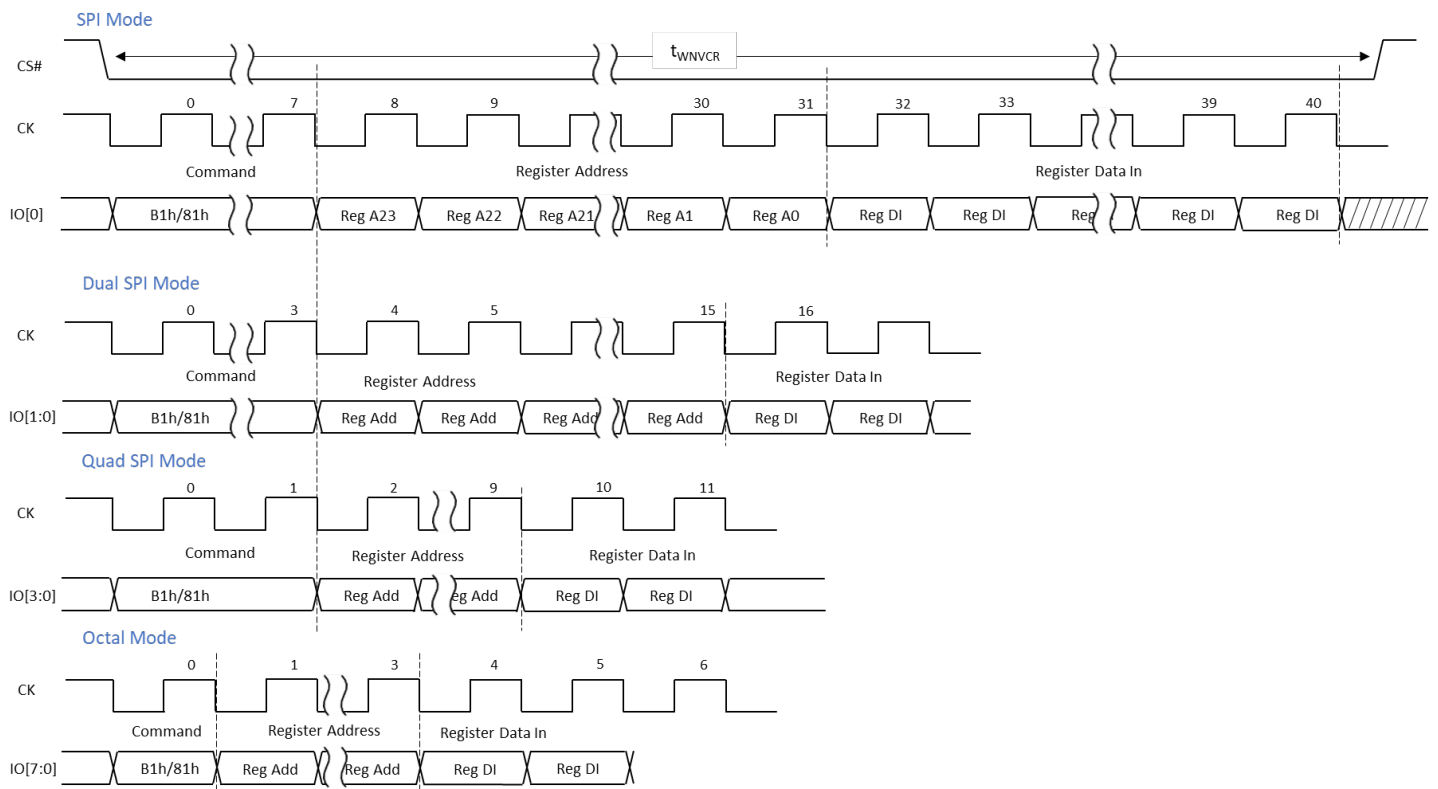 SPI Mode
CS#
tWNVCR
0 7 8 9 30 31 32 33 39 40
CK
Command Register Address Register Data In
IO[0] B1h/81h Reg A23 Reg A22 Reg A21 Reg A1 Reg A0 Reg DI Reg DI Reg Reg DI Reg DI
Dual SPI Mode
0 3 4 5 15 16
CK
Command Register Address Register Data In
IO[1:0] B1h/81h Reg Add Reg Add Reg Add Reg Add Reg DI Reg DI
Quad SPI Mode
0 1 2 9 10 11
CK
Command Register Address Register Data In
IO[3:0] B1h/81h Reg Add eg Add Reg DI Reg DI
Octal Mode
0 1 3 4 5 6
CK
Command Register Address Register Data In
IO[7:0] B1h/81h Reg Add Reg Add Reg DI Reg DI